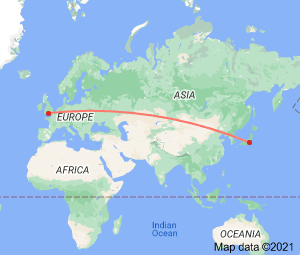 ASIA
EUROPE
AFRICA
Indian
Ocean
OCEANIA
Map data ©2021